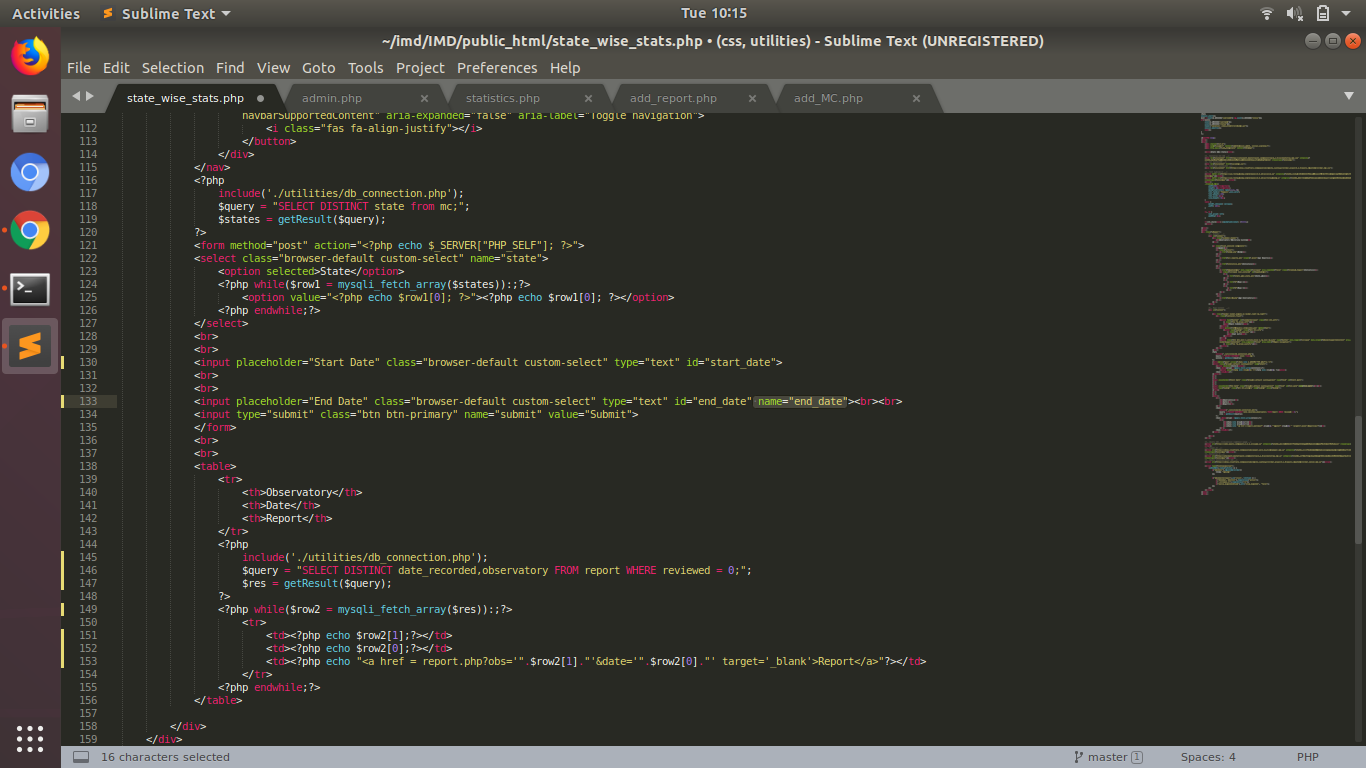 Activities Sublime Text Tue 10:15
~/imd/IMD/public_html/state_wise_stats.php • (css, utilities) - Sublime Text (UNREGISTERED)
File Edit Selection Find View Goto Tools Project Preferences Help
state_wise_stats.php admin.php statistics.php add_report.php add_MC.php
navbarSupportedContent" aria-expanded="false" aria-label="Toggle navigation">
112 <i class="fas fa-align-justify"></i>
113 </button>
114 </div>
115 </nav>
116 <?php
117 include('./utilities/db_connection.php');
118 $query = "SELECT DISTINCT state from mc;";
119 $states = getResult($query);
120 ?>
121 <form method="post" action="<?php echo $_SERVER["PHP_SELF"]; ?>">
122 <select class="browser-default custom-select" name="state">
123 <option selected>State</option>
124 <?php while($row1 = mysqli_fetch_array($states)):;?>
125 <option value="<?php echo $row1[0]; ?>"><?php echo $row1[0]; ?></option>
126 <?php endwhile;?>
127 </select>
128 <br>
129 <br>
130 <input placeholder="Start Date" class="browser-default custom-select" type="text" id="start_date">
131 <br>
132 <br>
133 <input placeholder="End Date" class="browser-default custom-select" type="text" id="end_date" name="end_date"><br><br>
134 <input type="submit" class="btn btn-primary" name="submit" value="Submit">
135 </form>
136 <br>
137 <br>
138 <table>
139 <tr>
140 <th>Observatory</th>
141 <th>Date</th>
142 <th>Report</th>
143 </tr>
144 <?php
145 include('./utilities/db_connection.php');
146 $query = "SELECT DISTINCT date_recorded,observatory FROM report WHERE reviewed = 0;";
147 $res = getResult($query);
148 ?>
149 <?php while($row2 = mysqli_fetch_array($res)):;?>
150 <tr>
151 <td><?php echo $row2[1];?></td>
152 <td><?php echo $row2[0];?></td>
153 <td><?php echo "<a href = report.php?obs='".$row2[1]."'&date='".$row2[0]."' target='_blank'>Report</a>"?></td>
154 </tr>
155 <?php endwhile;?>
156 </table>
157
158 </div>
159 </div>
16 characters selected master 1 Spaces: 4 PHP